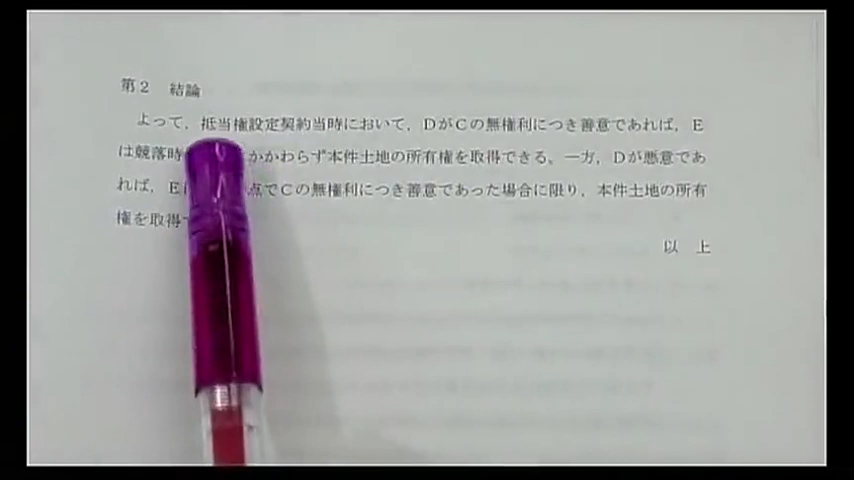 第２　結論
よって，抵当権設定契約当時において，ＤがＣの無権利につき善意であれば，Ｅ
は競落時 かかわらず本件土地の所有権を取得できる。一方，Ｄが悪意であ
れば，Ｅ 点でＣの無権利につき善意であった場合に限り，本件土地の所有
権を取得
以　上